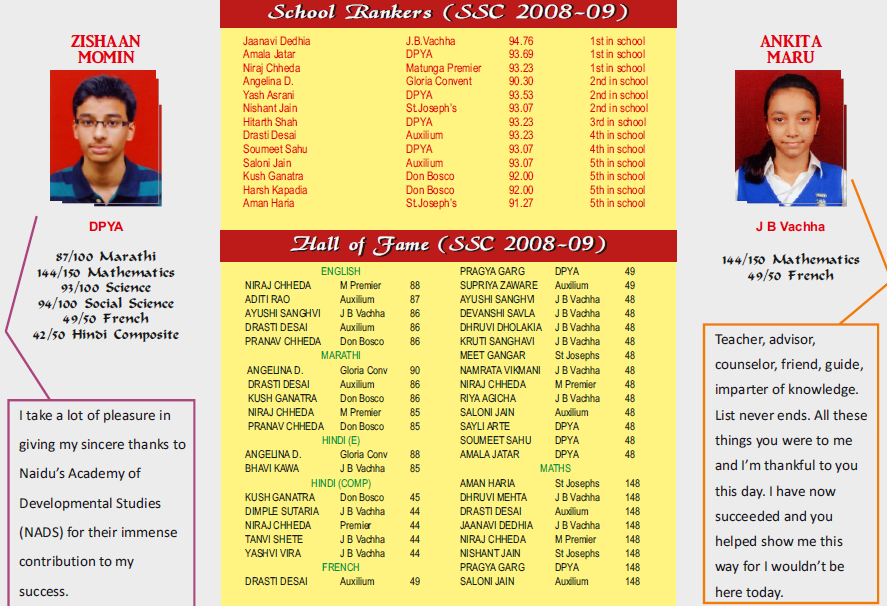 ZISHAAN
MOMIN
DPYA
87/100 Marathi
144/150 Mathematics
93/100 Science
94/100 Social Science
49/50 French
42/50 Hindi Composite
I take a lot of pleasure in
giving my sincere thanks to
Naidu's Academy of
Developmental Studies
(NADS) for their immense
contribution to my
success.
School Rankers (SSC 2008-09)
Jaanavi Dedhia J.B.Vachha 94.76 1st in school
Amala Jatar DPYA 93.69 1st in school
Niraj Chheda Matunga Premier 93.23 1st in school
Angelina D. Gloria Convent 90.30 2nd in school
Yash Asrani DPYA 93.53 2nd in school
Nishant Jain St.Joseph's 93.07 2nd in school
Hitarth Shah DPYA 93.23 3rd in school
Drasti Desai Auxilium 93.23 4th in school
Soumeet Sahu DPYA 93.07 4th in school
Saloni Jain Auxilium 93.07 5th in school
Kush Ganatra Don Bosco 92.00 5th in school
Harsh Kapadia Don Bosco 92.00 5th in school
Aman Haria St.Joseph's 91.27 5th in school
Hall of Fame (SSC 2008-09)
ENGLISH
NIRAJ CHHEDA M Premier 88
ADITI RAO Auxilium 87
AYUSHI SANGHVI J B Vachha 86
DRASTI DESAI Auxilium 86
PRANAV CHHEDA Don Bosco 86
MARATHI
ANGELINA D. Gloria Conv 90
DRASTI DESAI Auxilium 86
KUSH GANATRA Don Bosco 86
NIRAJ CHHEDA M Premier 85
PRANAV CHHEDA Don Bosco 85
HINDI (E)
ANGELINA D. Gloria Conv 88
BHAVI KAWA J B Vachha 85
HINDI (COMP)
KUSH GANATRA Don Bosco 45
DIMPLE SUTARIA J B Vachha 44
NIRAJ CHHEDA Premier 44
TANVI SHETE J B Vachha 44
YASHVI VIRA J B Vachha 44
FRENCH
DRASTI DESAI Auxilium 49
PRAGYA GARG DPYA 49
SUPRIYA ZAWARE Auxilium 49
AYUSHI SANGHVI J B Vachha 48
DEVANSHI SAVLA J B Vachha 48
DHRUVI DHOLAKIA J B Vachha 48
KRUTI SANGHAVI J B Vachha 48
MEET GANGAR St Josephs 48
NAMRATA VIKMANI J B Vachha 48
NIRAJ CHHEDA M Premier 48
RIYA AGICHA J B Vachha 48
SALONI JAIN Auxilium 48
SAYLI ARTE DPYA 48
SOUMEET SAHU DPYA 48
AMALA JATAR DPYA 48
MATHS
AMAN HARIA St Josephs 148
DHRUVI MEHTA J B Vachha 148
DRASTI DESAI Auxilium 148
JAANAVI DEDHIA J B Vachha 148
NIRAJ CHHEDA M Premier 148
NISHANT JAIN St Josephs 148
PRAGYA GARG DPYA 148
SALONI JAIN Auxilium 148
ANKITA
MARU
J B Vachha
144/150 Mathematics
49/50 French
Teacher, advisor,
counselor, friend, guide,
imparter of knowledge.
List never ends. All these
things you were to me
and I'm thankful to you
this day. I have now
succeeded and you
helped show me this
way for I wouldn't be
here today.